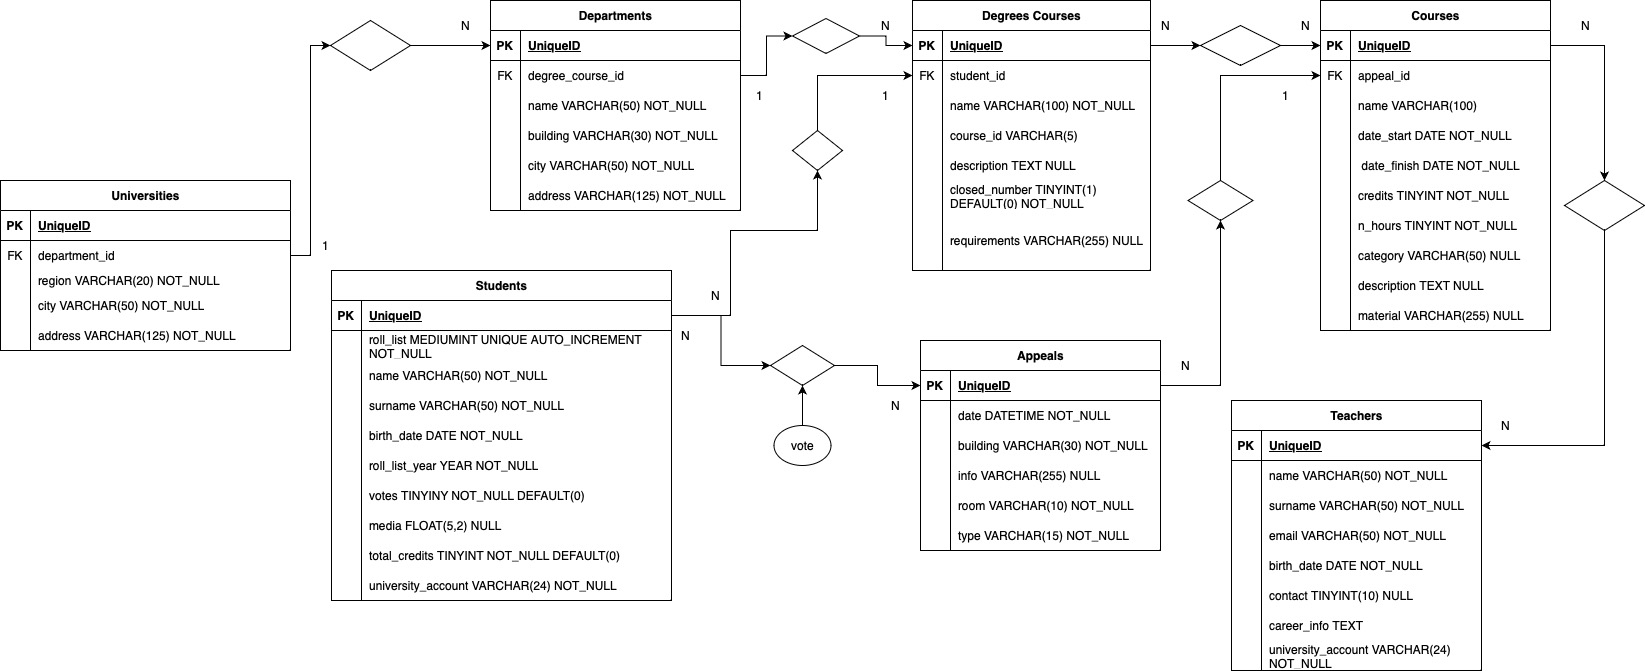 Departments
PK UniqueID
FK degree_course_id
name VARCHAR(50) NOT_NULL
building VARCHAR(30) NOT_NULL
city VARCHAR(50) NOT_NULL
address VARCHAR(125) NOT_NULL
Degrees Courses
PK UniqueID
FK student_id
name VARCHAR(100) NOT_NULL
course_id VARCHAR(5)
description TEXT NULL
closed_number TINYINT(1)
DEFAULT(0) NOT_NULL
requirements VARCHAR(255) NULL
Courses
PK UniqueID
FK appeal_id
name VARCHAR(100)
date_start DATE NOT_NULL
date_finish DATE NOT_NULL
credits TINYINT NOT_NULL
n_hours TINYINT NOT_NULL
category VARCHAR(50) NULL
description TEXT NULL
material VARCHAR(255) NULL
N
N
N
N
N
1
1
1
Universities
PK UniqueID
FK department_id
region VARCHAR(20) NOT_NULL
city VARCHAR(50) NOT_NULL
address VARCHAR(125) NOT_NULL
1
Students
PK UniqueID
roll_list MEDIUMINT UNIQUE AUTO_INCREMENT
NOT_NULL
name VARCHAR(50) NOT_NULL
surname VARCHAR(50) NOT_NULL
birth_date DATE NOT_NULL
roll_list_year YEAR NOT_NULL
votes TINYINY NOT_NULL DEFAULT(0)
media FLOAT(5,2) NULL
total_credits TINYINT NOT_NULL DEFAULT(0)
university_account VARCHAR(24) NOT_NULL
N
N
vote
N
Appeals
PK UniqueID
date DATETIME NOT_NULL
building VARCHAR(30) NOT_NULL
info VARCHAR(255) NULL
room VARCHAR(10) NOT_NULL
type VARCHAR(15) NOT_NULL
N
Teachers
PK UniqueID
name VARCHAR(50) NOT_NULL
surname VARCHAR(50) NOT_NULL
email VARCHAR(50) NOT_NULL
birth_date DATE NOT_NULL
contact TINYINT(10) NULL
career_info TEXT
university_account VARCHAR(24)
NOT_NULL
N